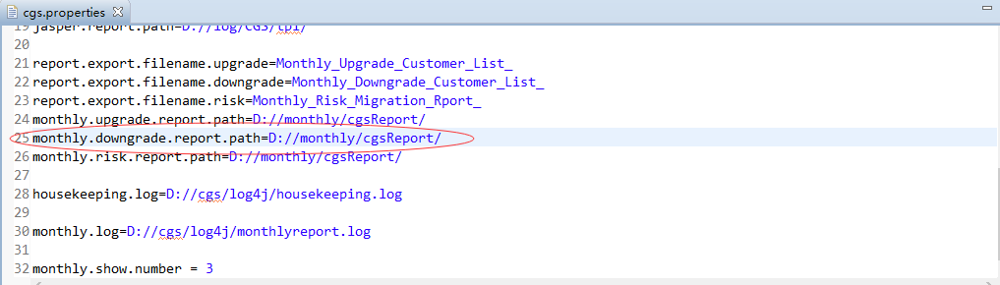 cgs.properties
19 jasper.report.path=D://log/CGS/tpl/
20
21 report.export.filename.upgrade=Monthly_Upgrade_Customer_List_
22 report.export.filename.downgrade=Monthly_Downgrade_Customer_List_
23 report.export.filename.risk=Monthly_Risk_Migration_Rport_
24 monthly.upgrade.report.path=D://monthly/cgsReport/
25 monthly.downgrade.report.path=D://monthly/cgsReport/
26 monthly.risk.report.path=D://monthly/cgsReport/
27
28 housekeeping.log=D://cgs/log4j/housekeeping.log
29
30 monthly.log=D://cgs/log4j/monthlyreport.log
31
32 monthly.show.number = 3